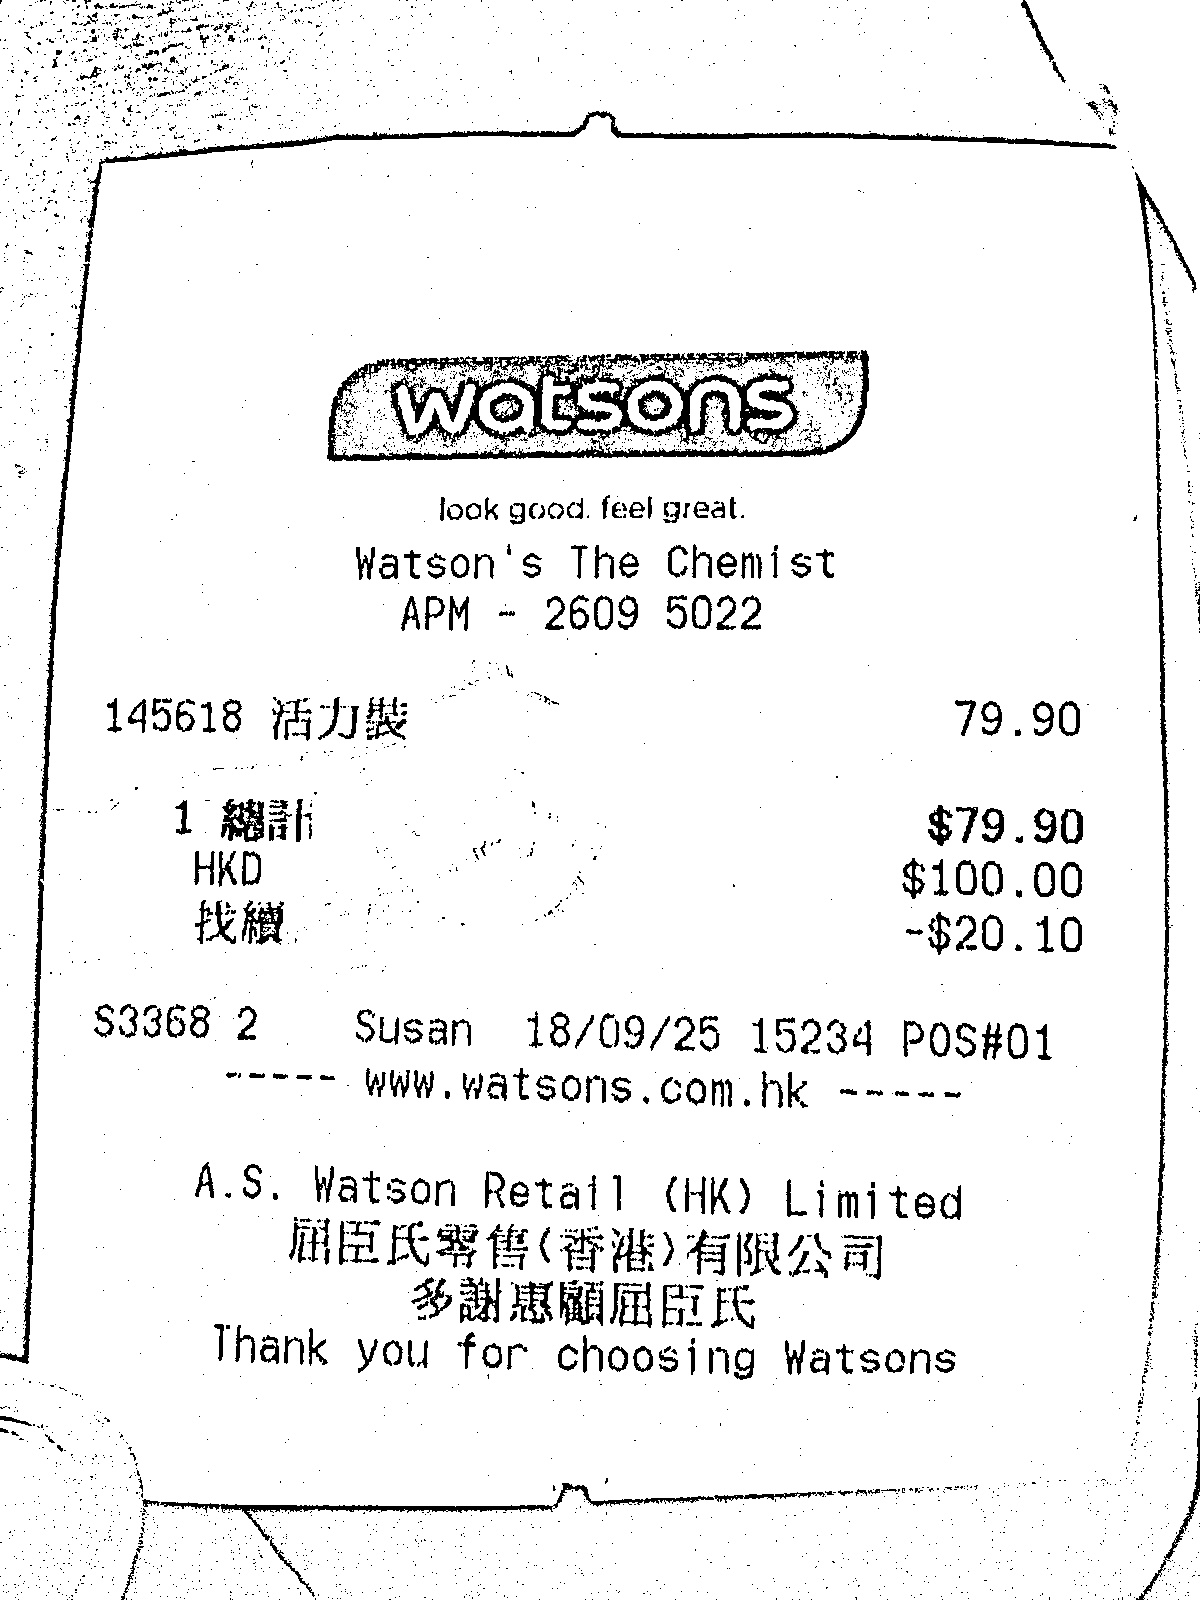 watsons
look good. feel great.
Watson's The Chemist
APM - 2609 5022
145618 活力裝 79.90
1 總計 $79.90
HKD $100.00
找續 -$20.10
S3368 2 Susan 18/09/25 15234 POS#01
----- www.watsons.com.hk -----
A.S. Watson Retail (HK) Limited
屈臣氏零售(香港)有限公司
多謝惠顧屈臣氏
Thank you for choosing Watsons